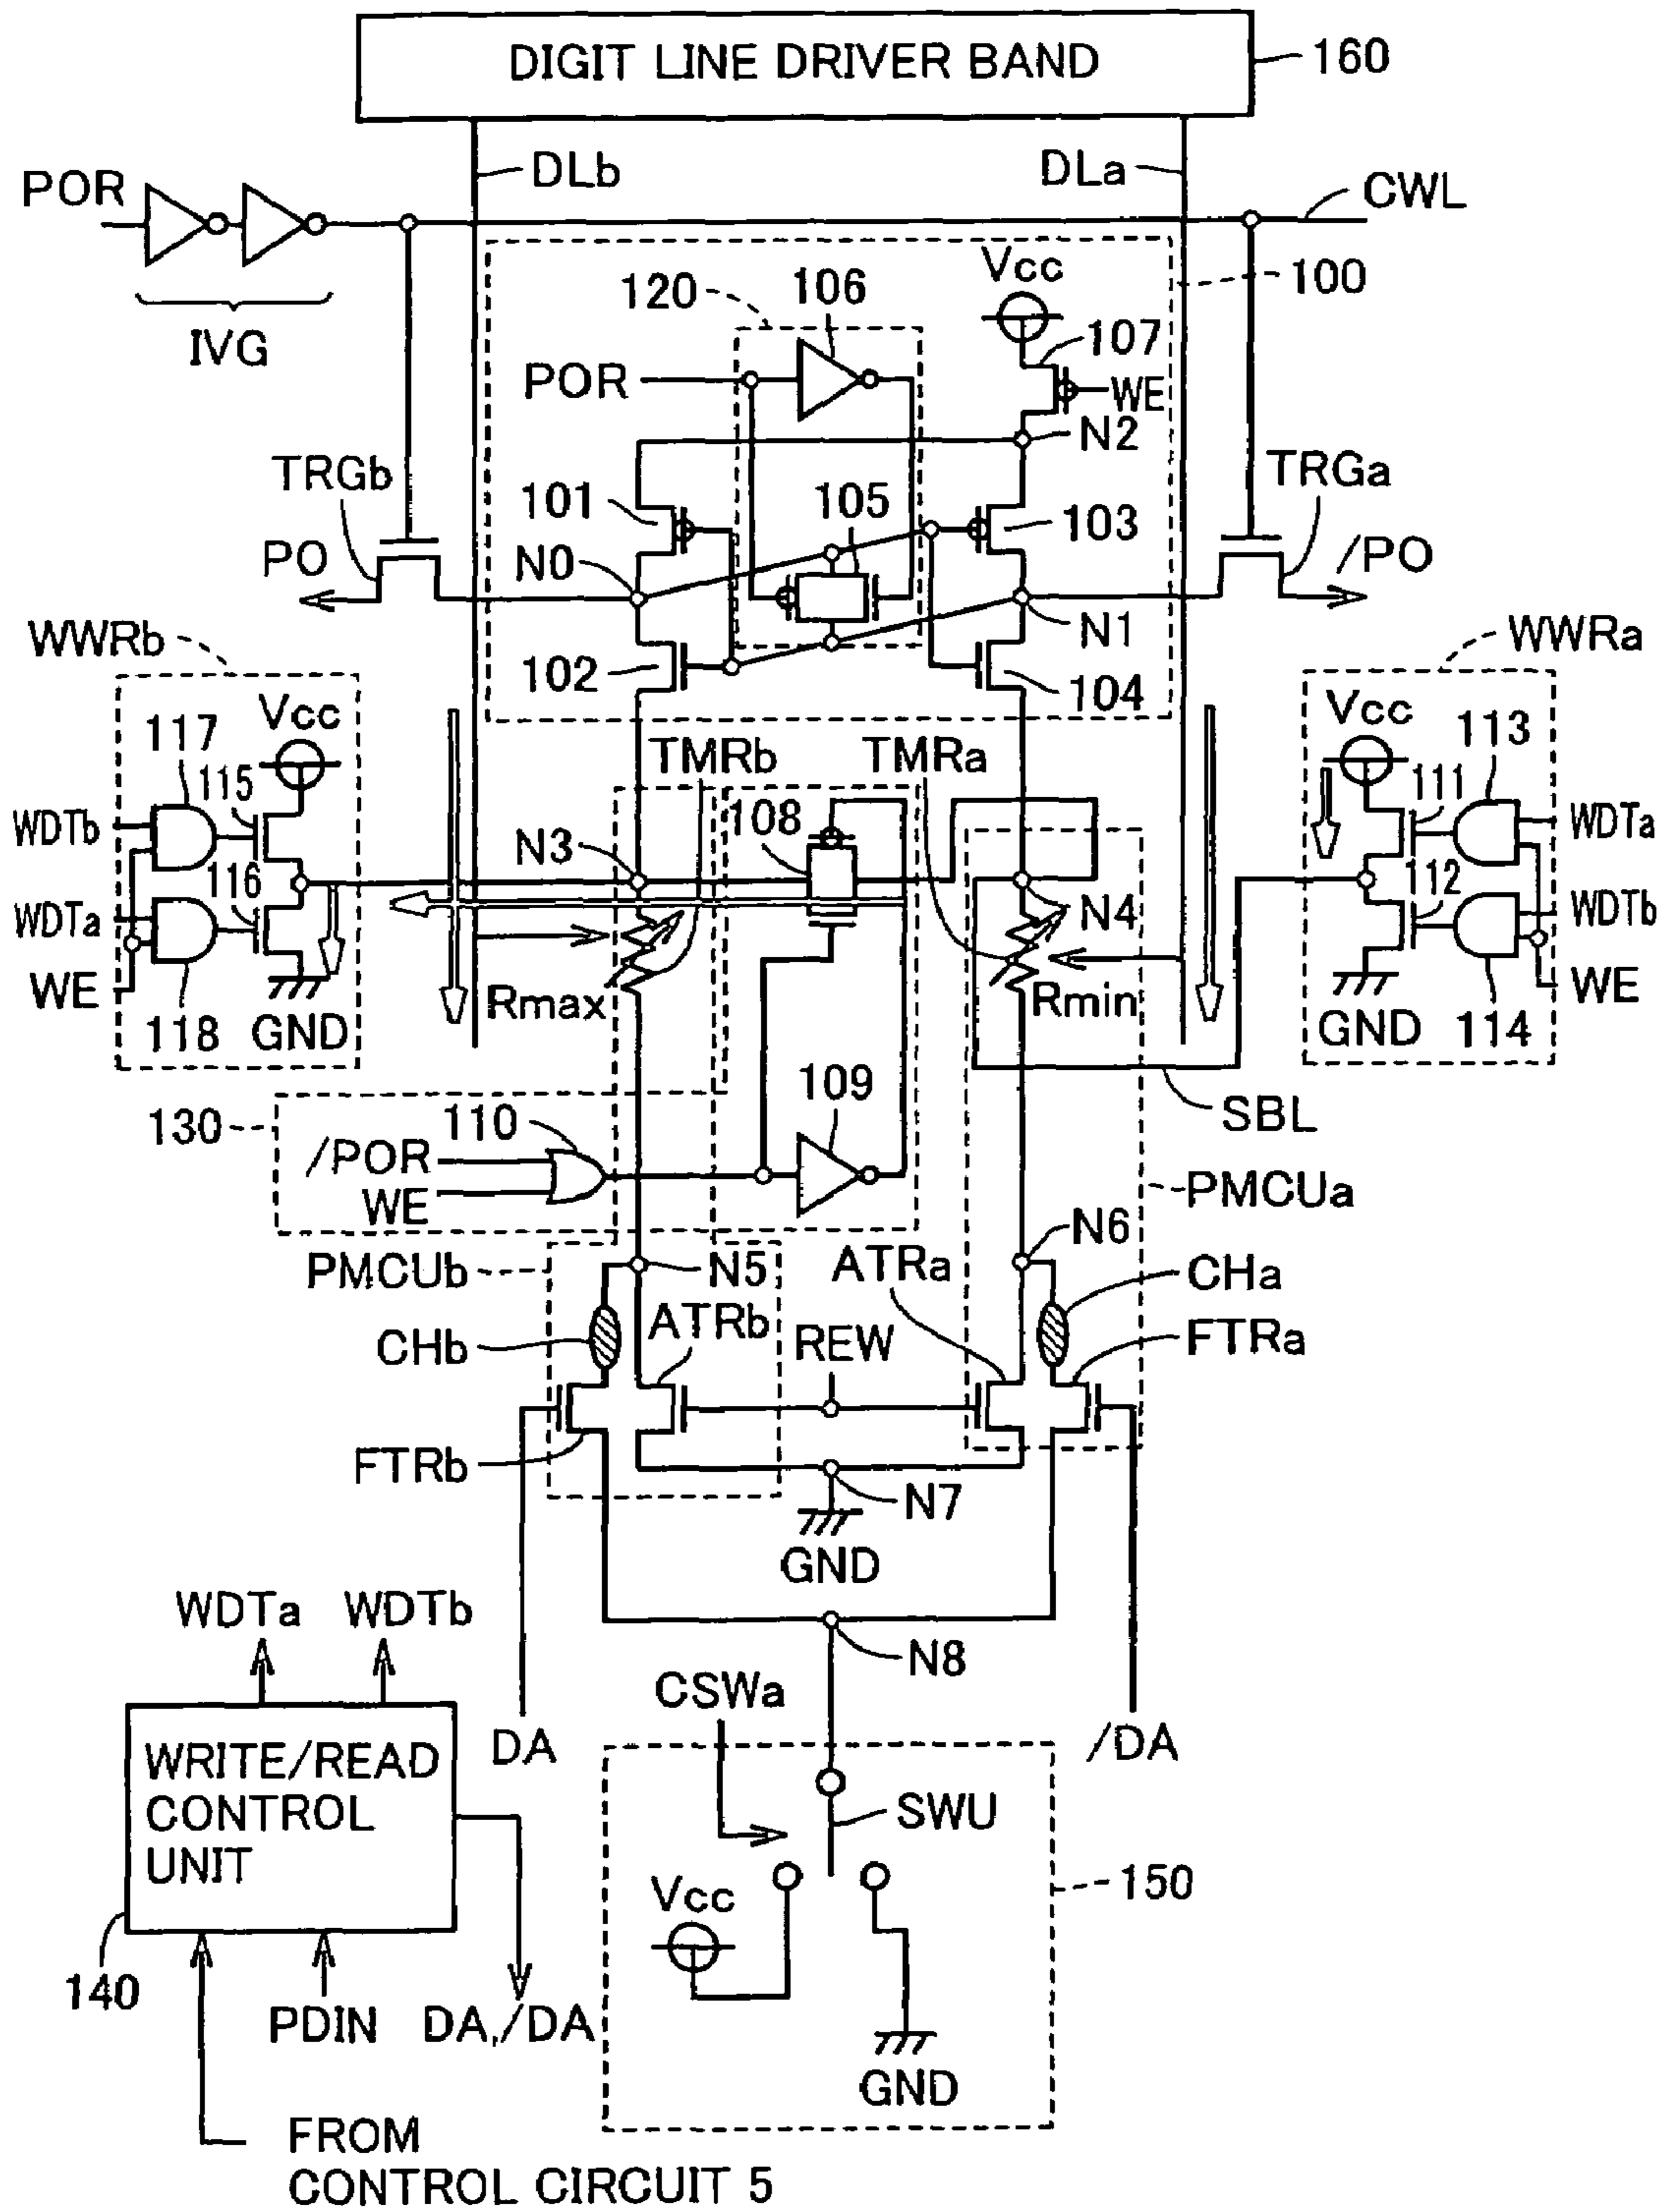 DIGIT LINE DRIVER BAND
160
DLb
DLa
POR
CWL
IVG
Vcc
100
120
106
107
POR
WE
N2
TRGb
TRGa
101
105
103
PO
N0
/PO
N1
WWRb
WWRa
102
104
Vcc
117
115
TMRb
TMRa
Vcc
113
111
WDTb
108
WDTa
N3
116
112
WDTa
N4
WDTb
WE
Rmax
Rmin
WE
118
GND
GND
114
109
SBL
130
110
/POR
WE
PMCUa
PMCUb
N5
N6
ATRa
CHa
CHb
ATRb
REW
FTRa
FTRb
N7
GND
WDTa
WDTb
N8
CSWa
DA
/DA
WRITE/READ
CONTROL
UNIT
SWU
150
Vcc
140
PDIN
DA,/DA
GND
FROM
CONTROL CIRCUIT 5